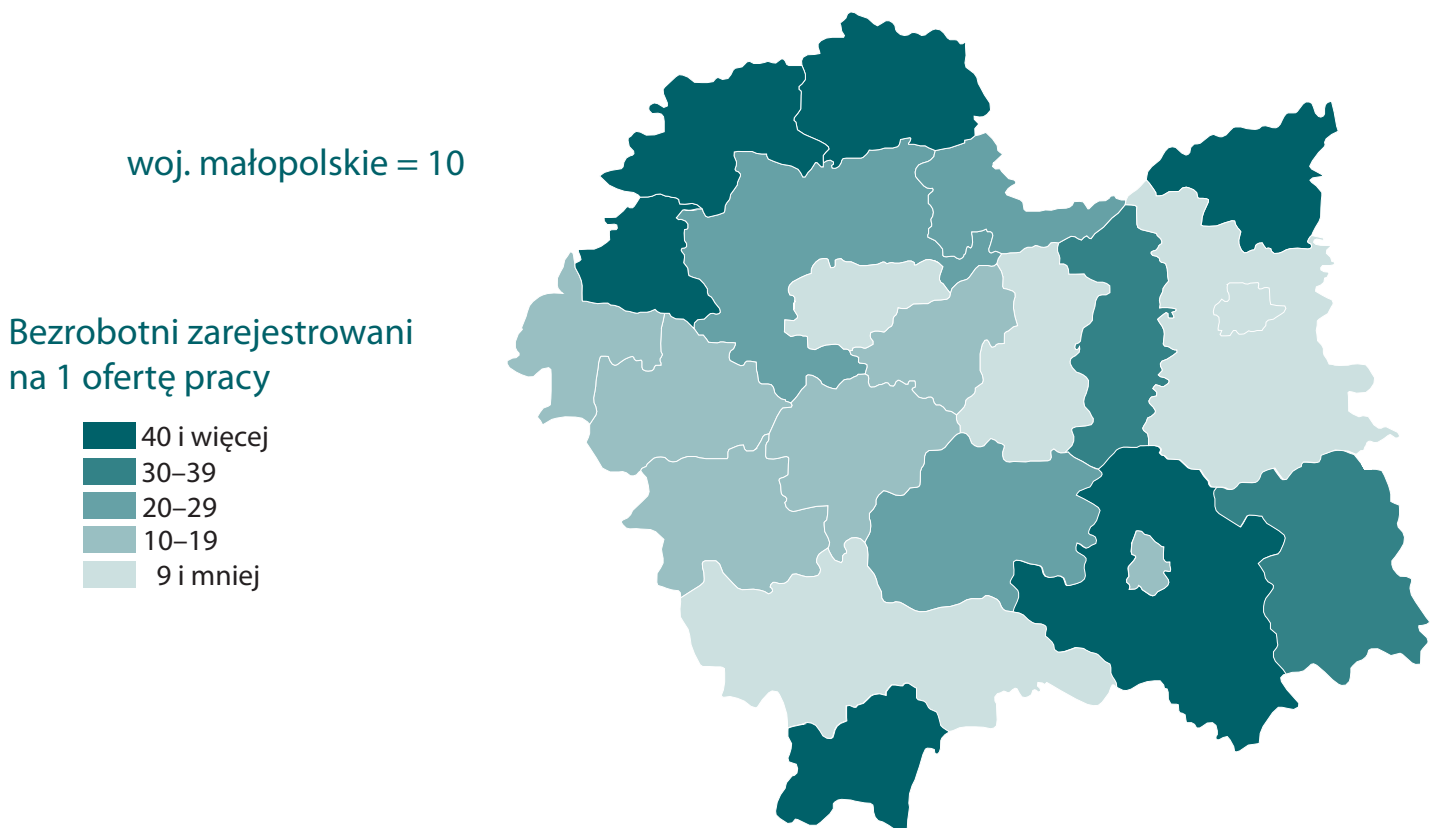 woj. małopolskie = 10
Bezrobotni zarejestrowani
na 1 ofertę pracy
40 i więcej
30–39
20–29
10–19
9 i mniej